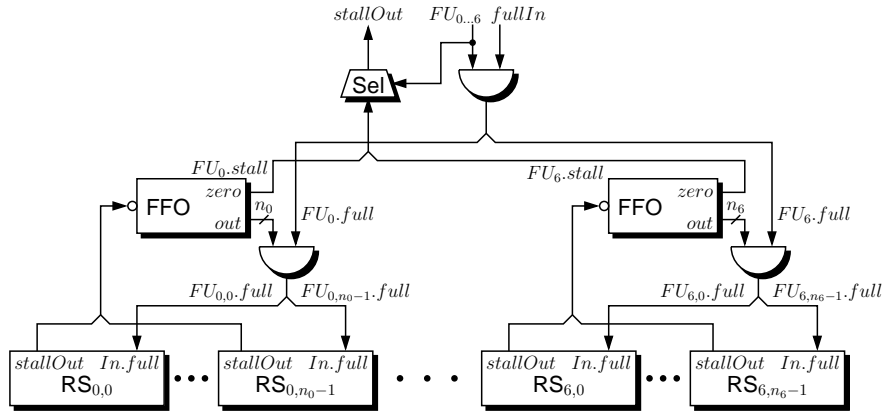 stallOut FU₀...₆ fullIn
Sel
FU₀.stall FU₆.stall
zero zero
FFO n₀ FU₀.full FFO n₆ FU₆.full
out out
FU₀,₀.full FU₀,ₙ₀₋₁.full FU₆,₀.full FU₆,ₙ₆₋₁.full
stallOut In.full stallOut In.full stallOut In.full stallOut In.full
RS₀,₀ ••• RS₀,ₙ₀₋₁ • • • • RS₆,₀ ••• RS₆,ₙ₆₋₁